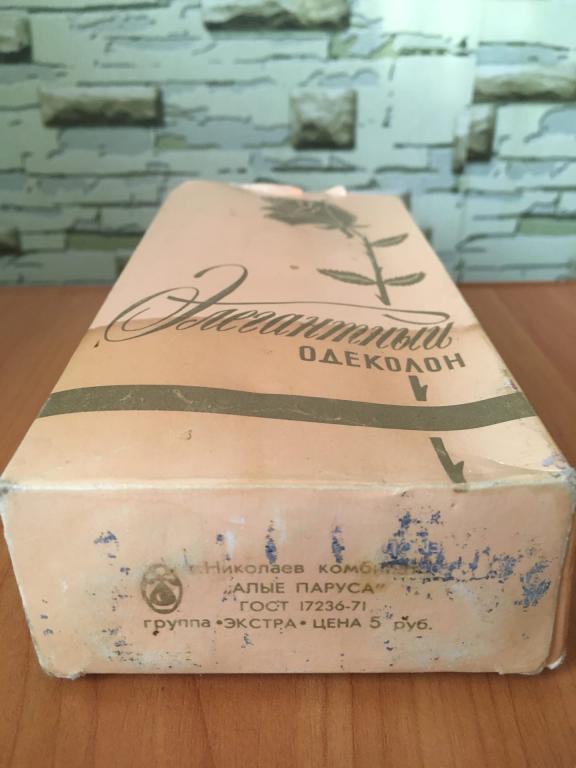 Элегантный
ОДЕКОЛОН
г. Николаев
„АЛЫЕ ПАРУСА“
ГОСТ 17236-71
группа • ЭКСТРА • ЦЕНА 5 руб.